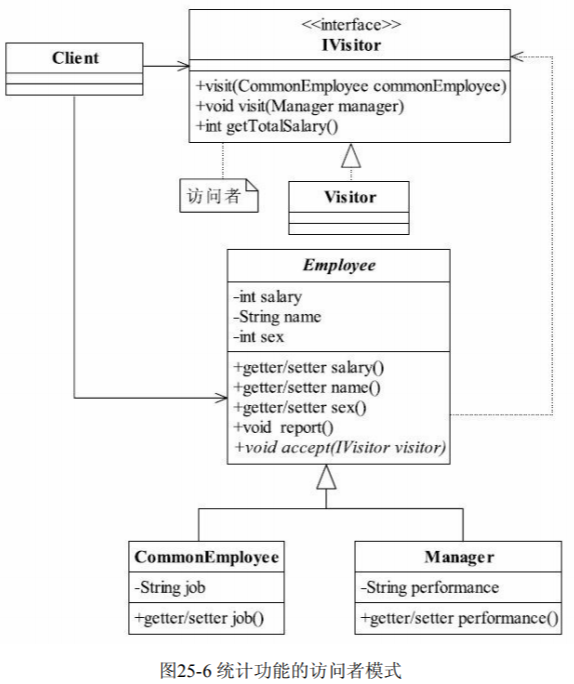 <<interface>>
IVisitor
Client
+visit(CommonEmployee commonEmployee)
+void visit(Manager manager)
+int getTotalSalary()
访问者
Visitor
Employee
-int salary
-String name
-int sex
+getter/setter salary()
+getter/setter name()
+getter/setter sex()
+void report()
+void accept(IVisitor visitor)
CommonEmployee
-String job
+getter/setter job()
Manager
-String performance
+getter/setter performance()
图25-6 统计功能的访问者模式